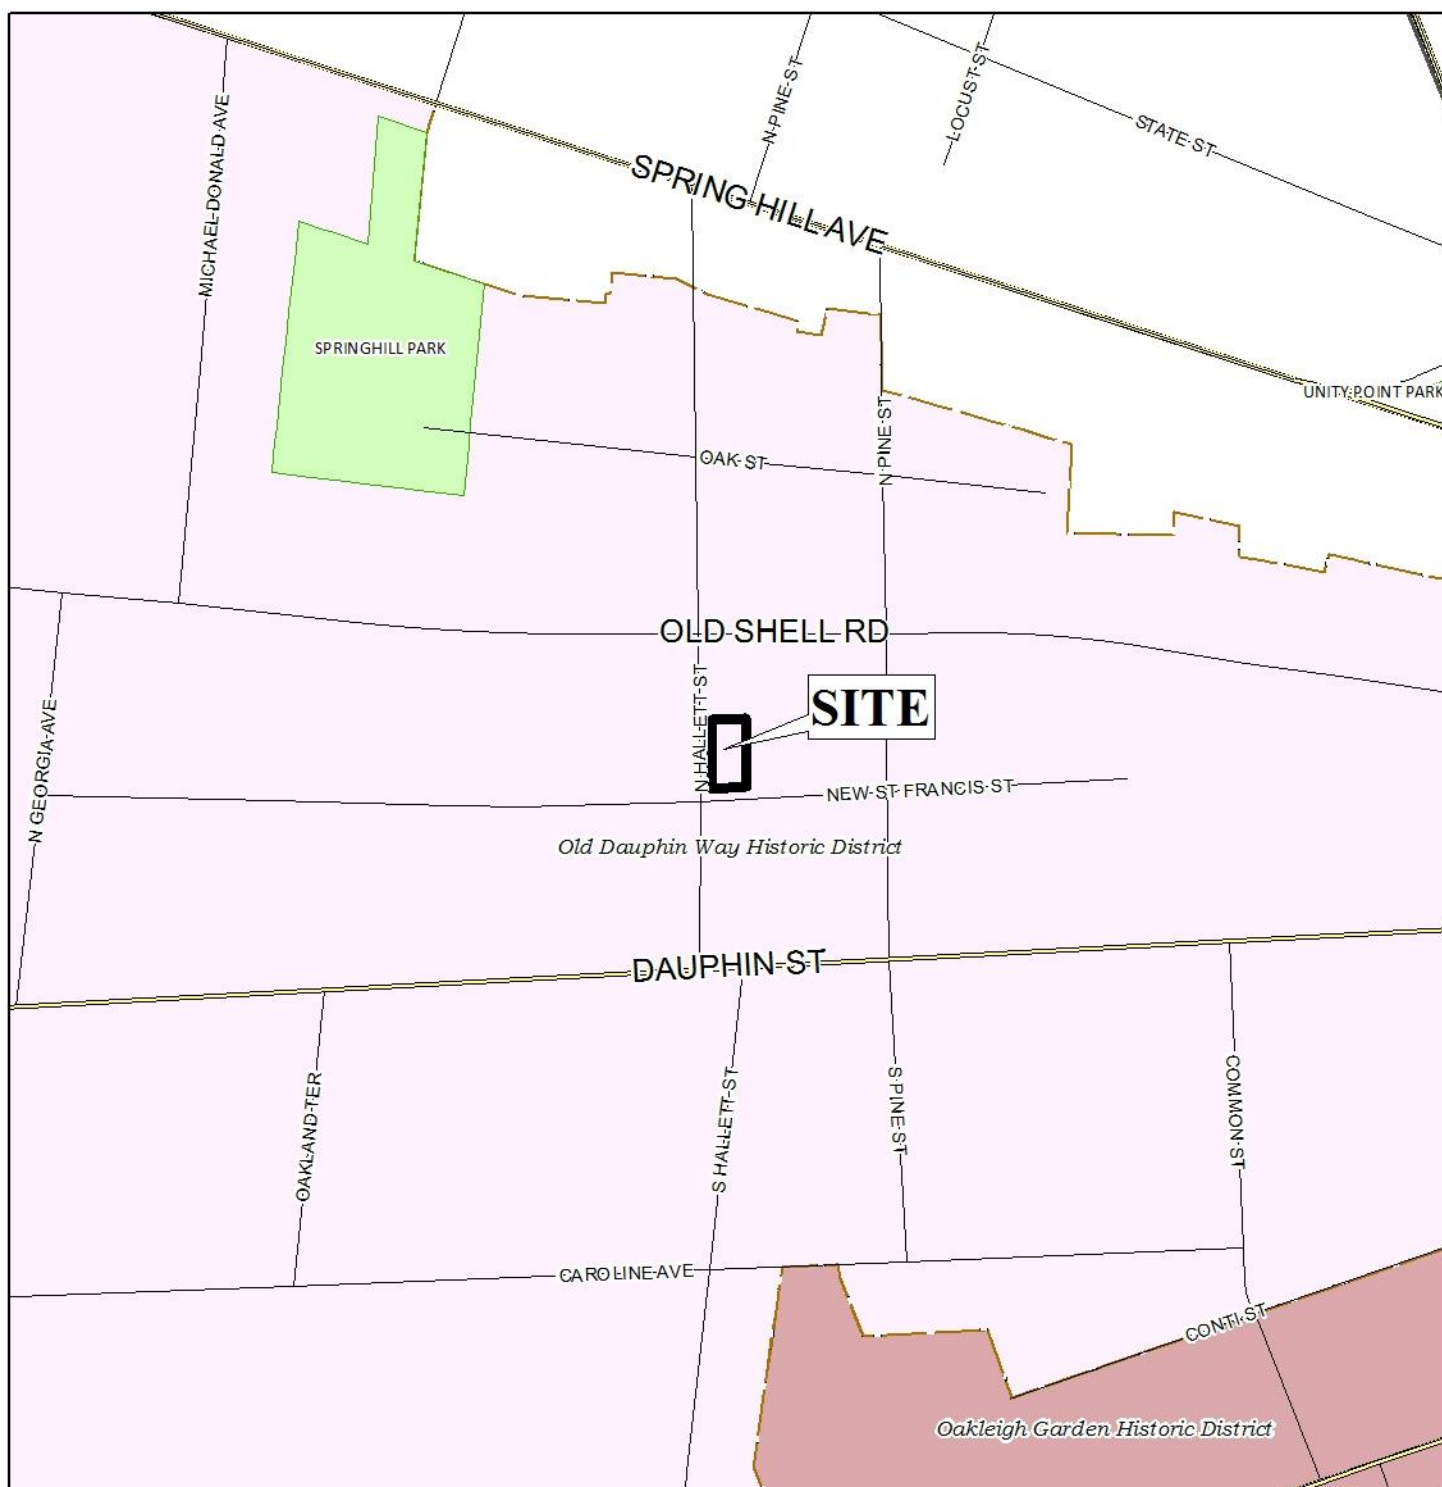 N PINE ST
LOCUST ST
STATE ST
MICHAEL DONALD AVE
SPRING HILL AVE
SPRINGHILL PARK
UNITY POINT PARK
N PINE ST
OAK ST
OLD SHELL RD
N HALLETT ST
SITE
N GEORGIA AVE
NEW ST FRANCIS ST
Old Dauphin Way Historic District
DAUPHIN ST
OAKLAND TER
S HALLETT ST
S PINE ST
COMMON ST
CAROLINE AVE
CONTI ST
Oakleigh Garden Historic District